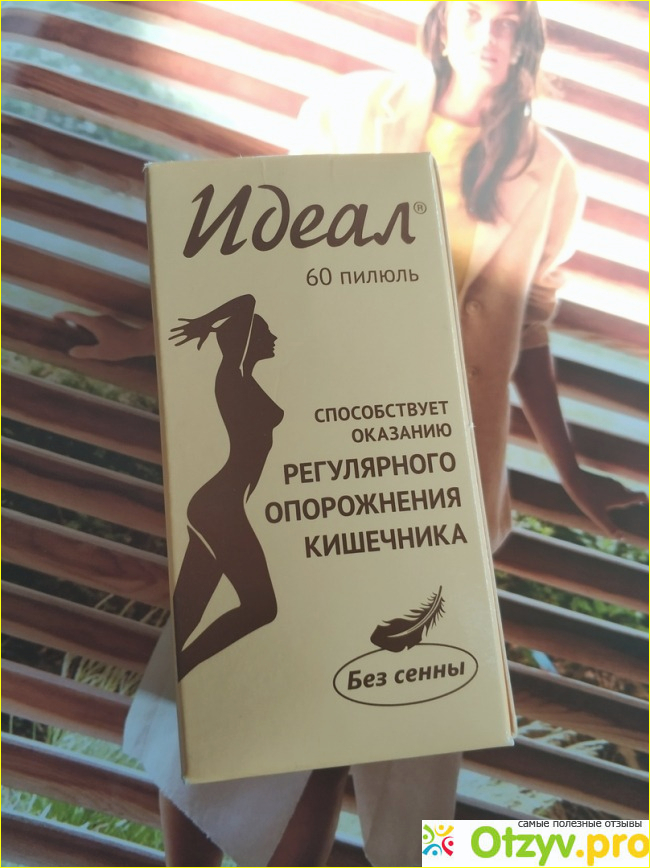 Идеал®
60 пилюль
СПОСОБСТВУЕТ
ОКАЗАНИЮ
РЕГУЛЯРНОГО
ОПОРОЖНЕНИЯ
КИШЕЧНИКА
Без сенны
самые полезные отзывы
Otzyv.pro